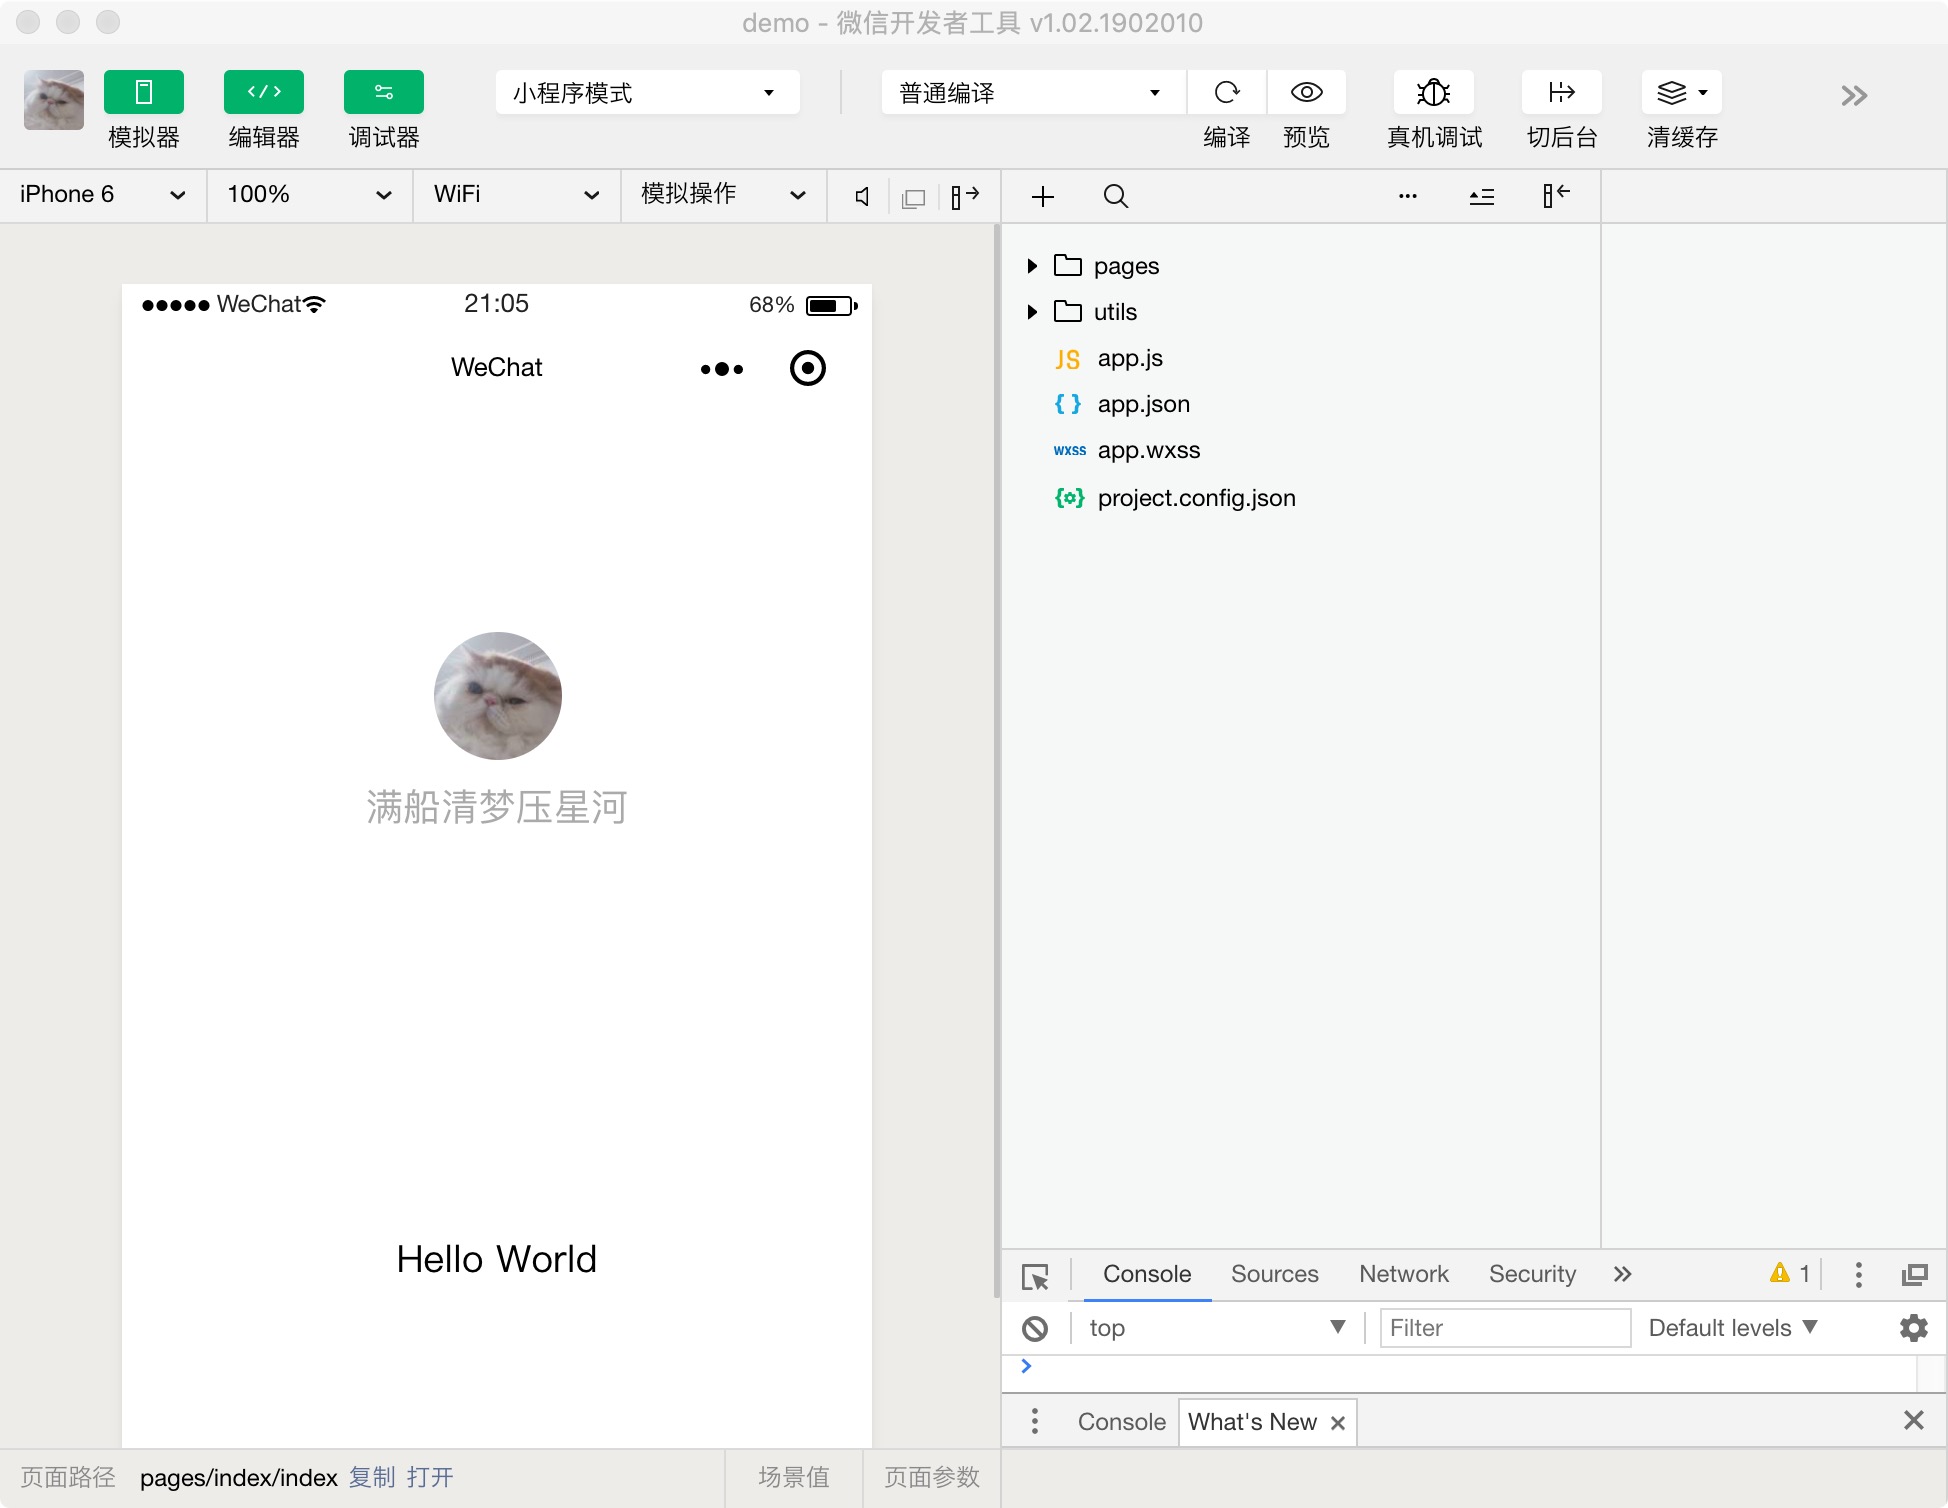 demo - 微信开发者工具 v1.02.1902010
小程序模式
普通编译
模拟器
编辑器
调试器
编译
预览
真机调试
切后台
清缓存
iPhone 6
100%
WiFi
模拟操作
WeChat
21:05
68%
WeChat
满船清梦压星河
Hello World
pages
utils
JS app.js
{ } app.json
WXSS app.wxss
project.config.json
Console
Sources
Network
Security
1
top
Filter
Default levels
Console
What's New
页面路径 pages/index/index 复制 打开
场景值
页面参数